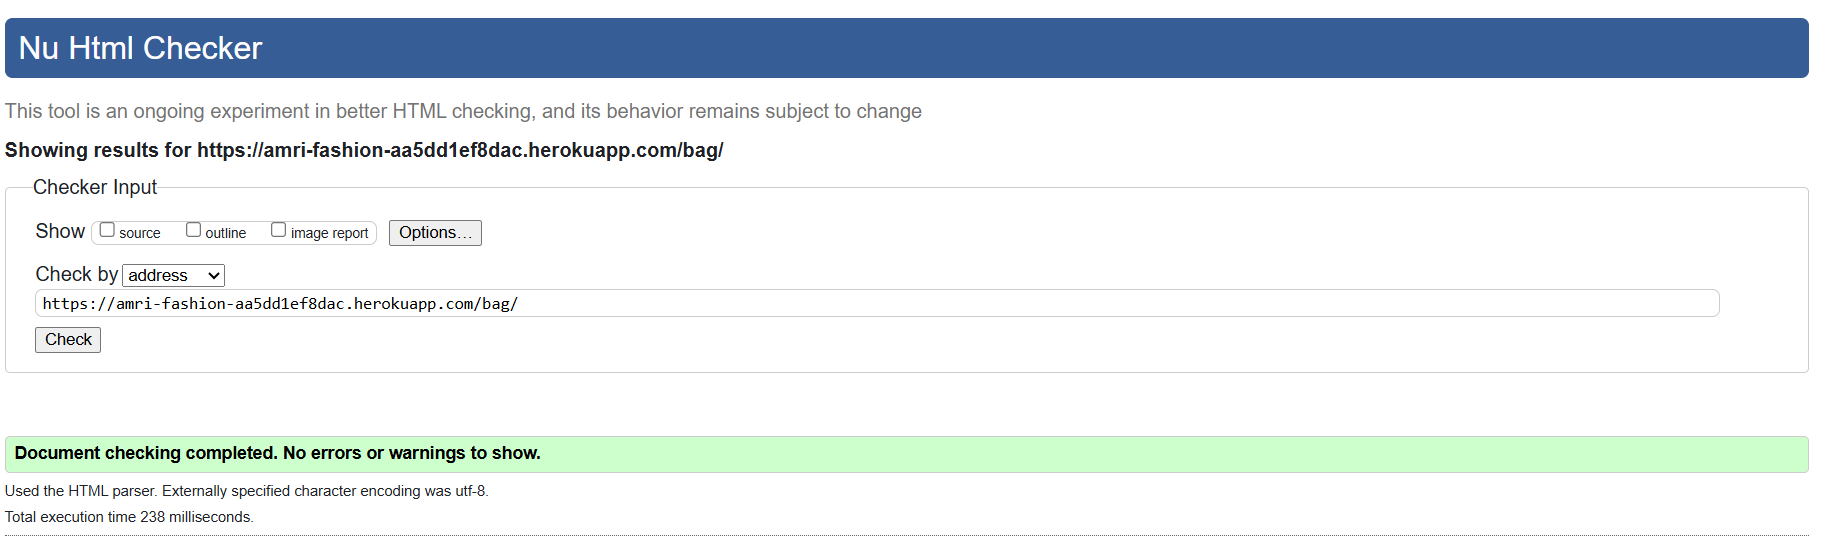 Nu Html Checker
This tool is an ongoing experiment in better HTML checking, and its behavior remains subject to change
Showing results for https://amri-fashion-aa5dd1ef8dac.herokuapp.com/bag/
Checker Input
Show source outline image report Options...
Check by address
https://amri-fashion-aa5dd1ef8dac.herokuapp.com/bag/
Check
Document checking completed. No errors or warnings to show.
Used the HTML parser. Externally specified character encoding was utf-8.
Total execution time 238 milliseconds.